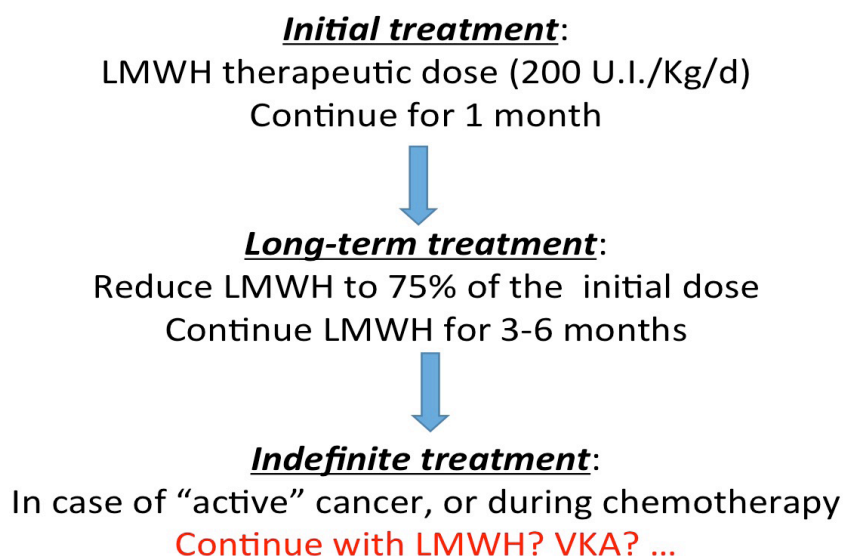 Initial treatment:
LMWH therapeutic dose (200 U.I./Kg/d)
Continue for 1 month
Long-term treatment:
Reduce LMWH to 75% of the  initial dose
Continue LMWH for 3-6 months
Indefinite treatment:
In case of “active” cancer, or during chemotherapy
Continue with LMWH? VKA? ...